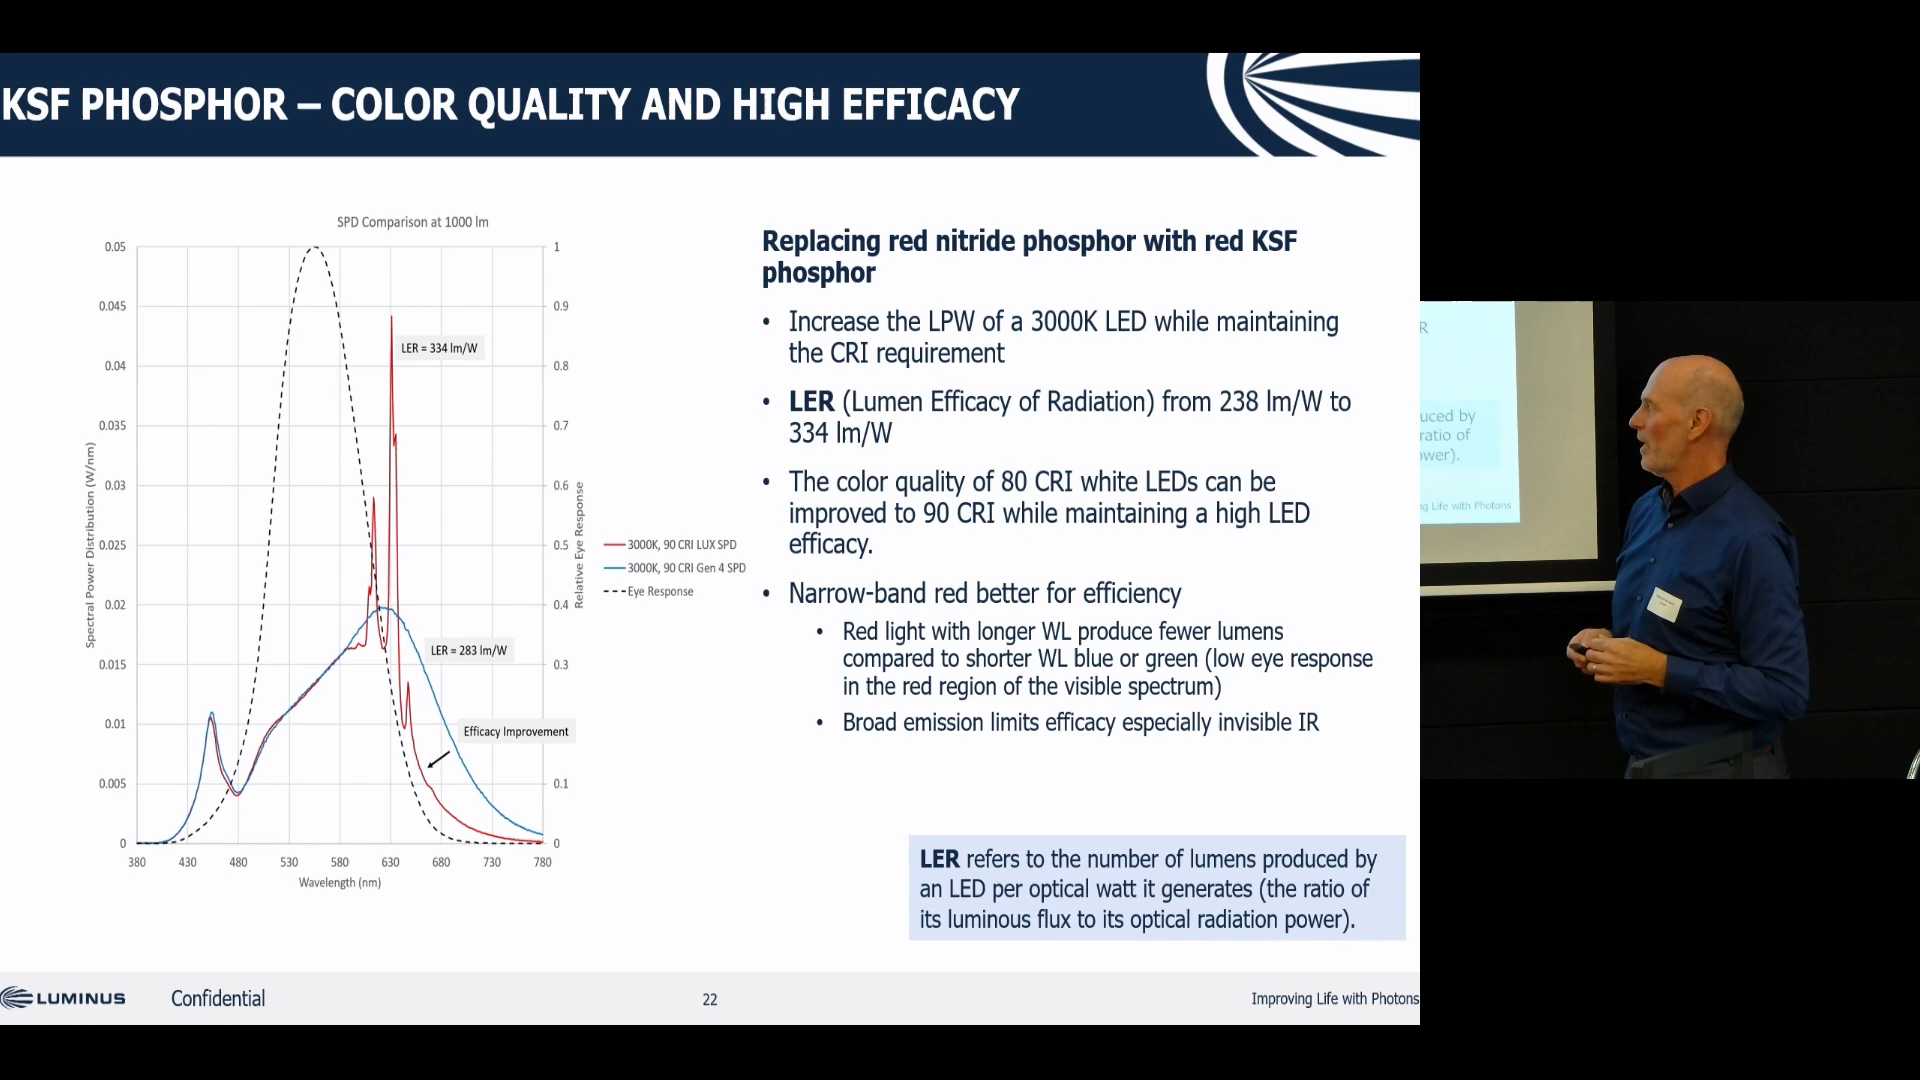 KSF PHOSPHOR – COLOR QUALITY AND HIGH EFFICACY
SPD Comparison at 1000 lm
0.05
0.045
0.04
0.035
0.03
0.025
0.02
0.015
0.01
0.005
0
Spectral Power Distribution (W/nm)
1
0.9
0.8
0.7
0.6
0.5
0.4
0.3
0.1
0
Relative Eye Response
LER = 334 lm/W
LER = 283 lm/W
Efficacy Improvement
380 430 480 530 580 630 680 730 780
Wavelength (nm)
3000K, 90 CRI LUX SPD
3000K, 90 CRI Gen 4 SPD
Eye Response
Replacing red nitride phosphor with red KSF
phosphor
• Increase the LPW of a 3000K LED while maintaining
the CRI requirement
• LER (Lumen Efficacy of Radiation) from 238 lm/W to
334 lm/W
• The color quality of 80 CRI white LEDs can be
improved to 90 CRI while maintaining a high LED
efficacy.
• Narrow-band red better for efficiency
• Red light with longer WL produce fewer lumens
compared to shorter WL blue or green (low eye response
in the red region of the visible spectrum)
• Broad emission limits efficacy especially invisible IR
LER refers to the number of lumens produced by
an LED per optical watt it generates (the ratio of
its luminous flux to its optical radiation power).
LUMINUS
Confidential
22
Improving Life with Photons
R
uced by
ratio of
wer).
ng Life with Photons